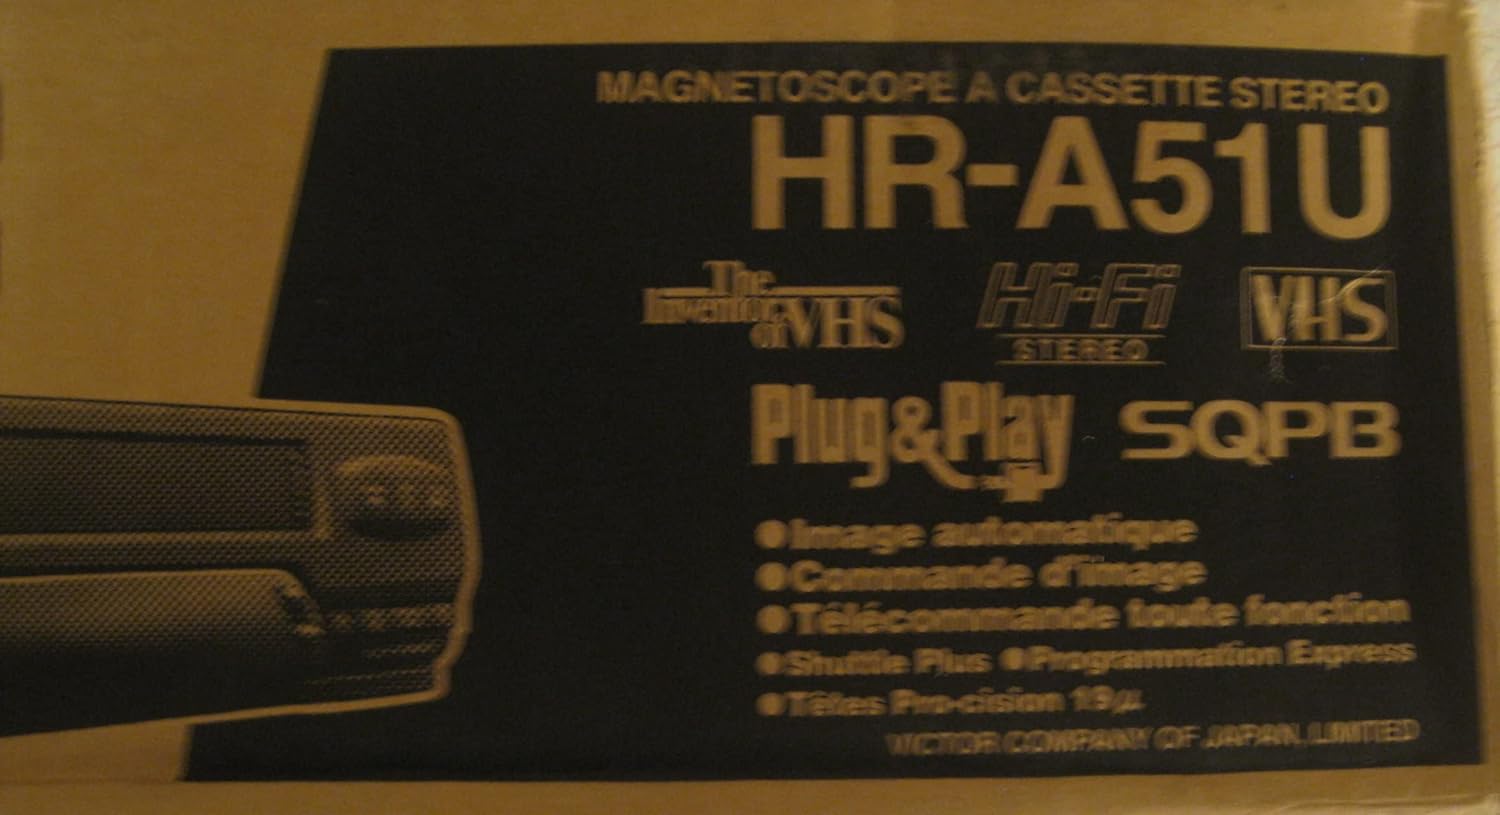 MAGNETOSCOPE A CASSETTE STEREO
HR-A51U
The Inventor of VHS
Hi-Fi STEREO
VHS
Plug&Play SQPB
●Image automatique
●Commande d'image
●Télécommande toute fonction
●Shuttle Plus ●Programmation Express
●Têtes Pro-cision 19μ
VICTOR COMPANY OF JAPAN, LIMITED